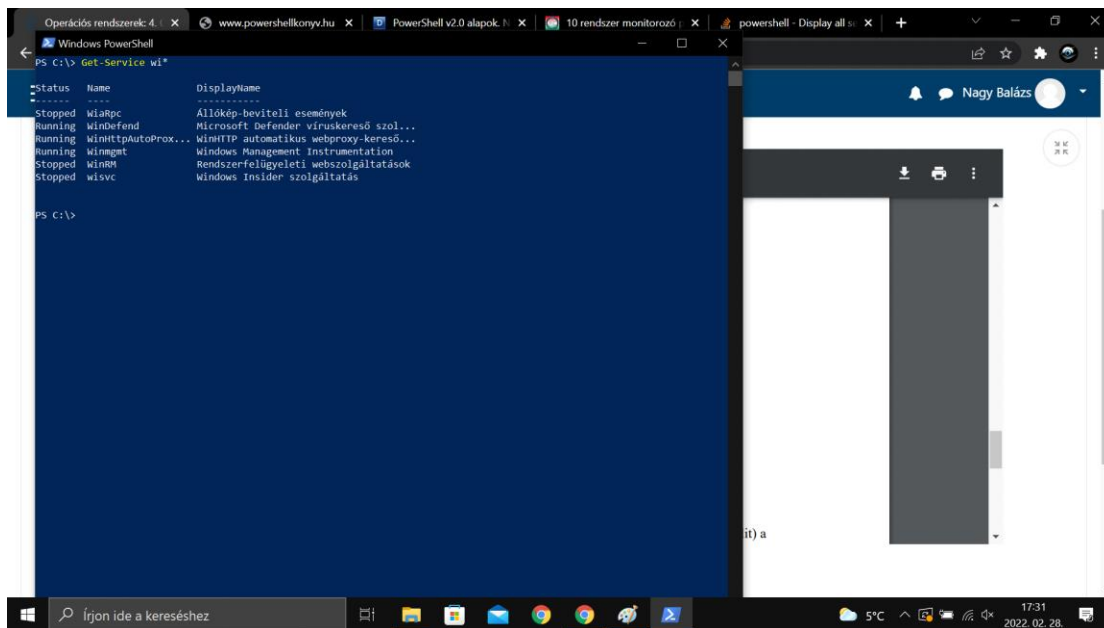 Operációs rendszerek: 4.
www.powershellkonyv.hu
PowerShell v2.0 alapok. N
10 rendszer monitorozó
powershell - Display all su
Windows PowerShell
PS C:\> Get-Service wi*
Status Name DisplayName
------ ---- -----------
Stopped WiaRpc Állókép-beviteli események
Running WinDefend Microsoft Defender víruskereső szol...
Running WinHttpAutoProx... WinHTTP automatikus webproxy-kereső...
Running Winmgmt Windows Management Instrumentation
Stopped WinRM Rendszerfelügyeleti webszolgáltatások
Stopped wisvc Windows Insider szolgáltatás
PS C:\>
Nagy Balázs
it) a
Írjon ide a kereséshez
5°C
17:31
2022. 02. 28.